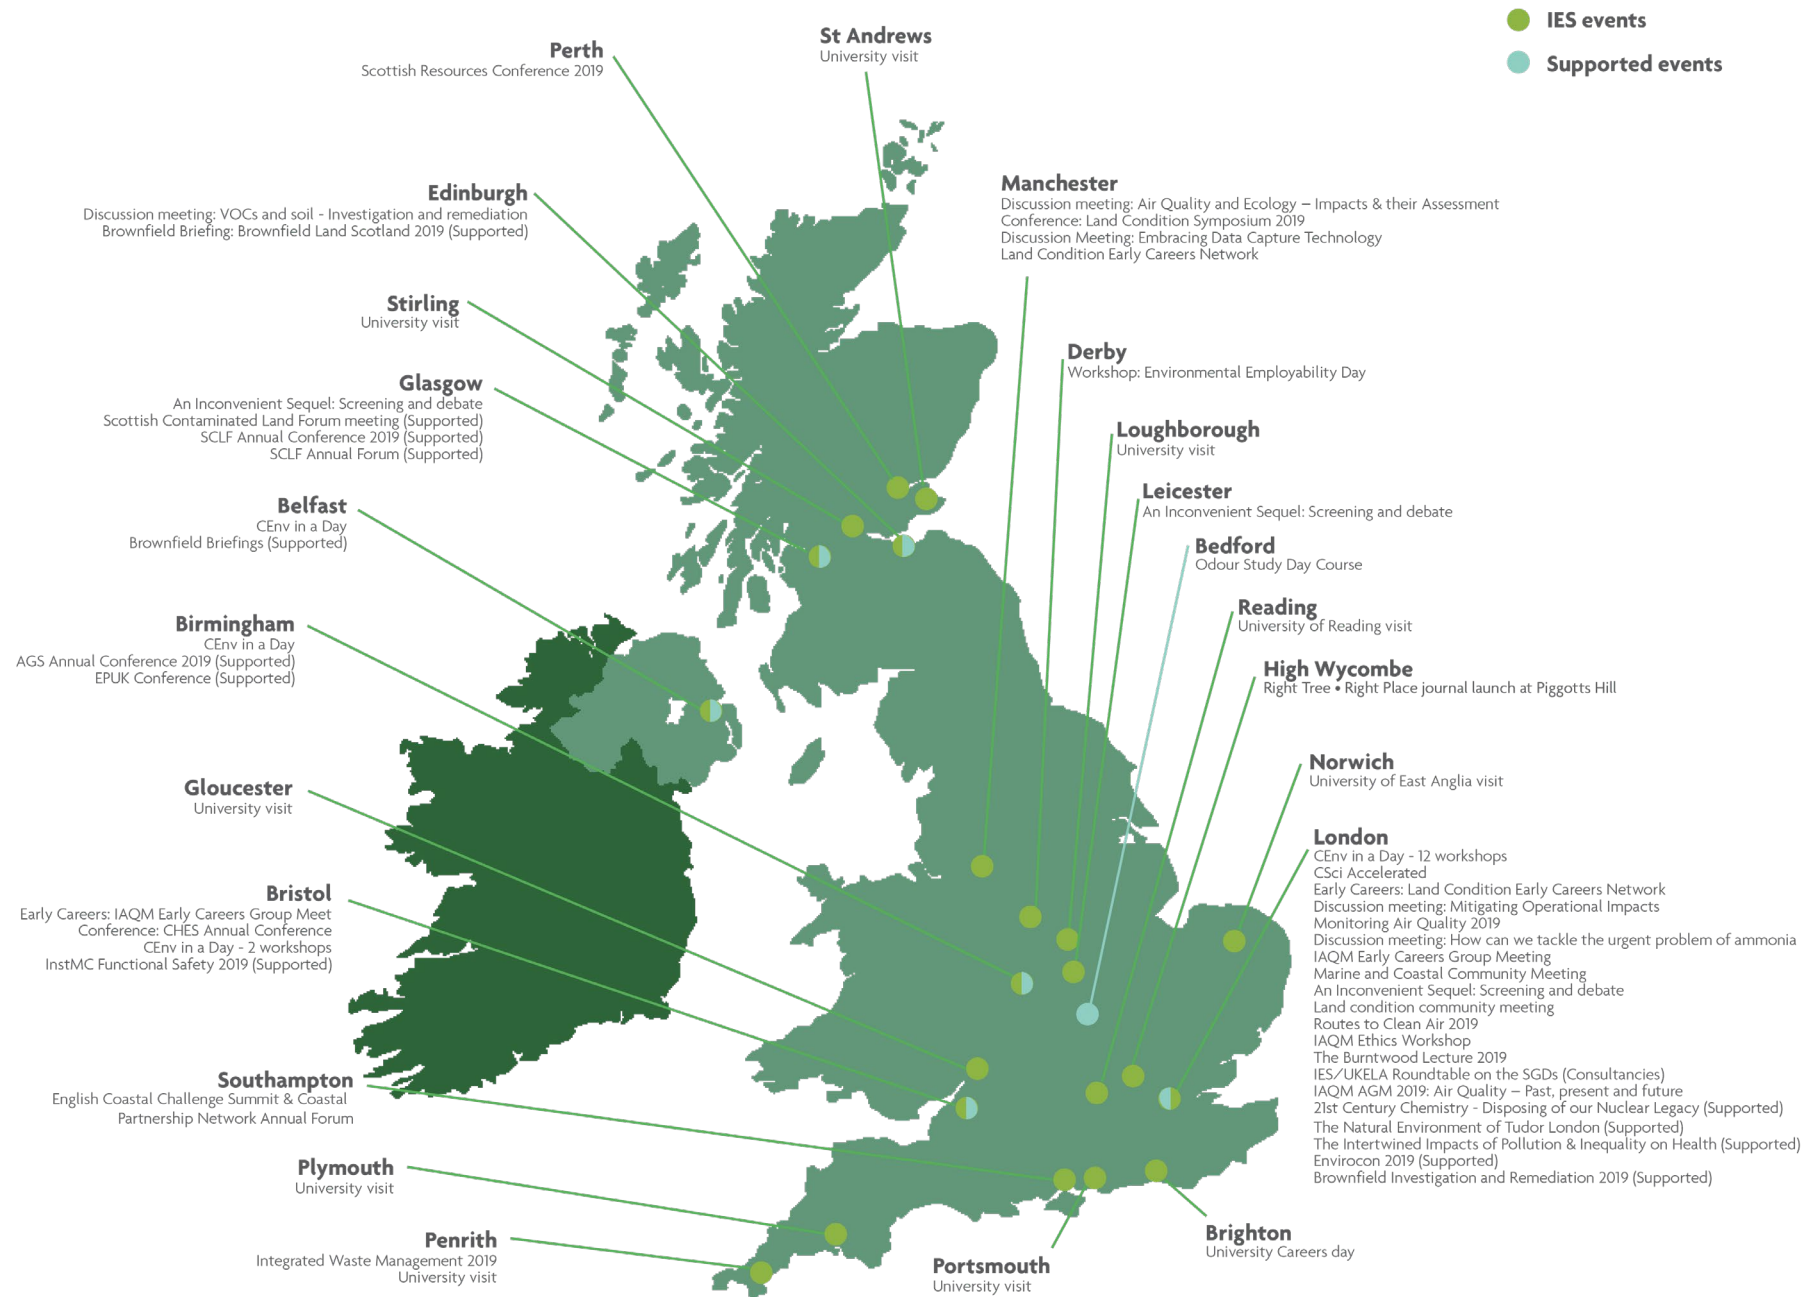 IES events
Supported events
Perth
Scottish Resources Conference 2019
St Andrews
University visit
Edinburgh
Discussion meeting: VOCs and soil - Investigation and remediation
Brownfield Briefing: Brownfield Land Scotland 2019 (Supported)
Stirling
University visit
Glasgow
An Inconvenient Sequel: Screening and debate
Scottish Contaminated Land Forum meeting (Supported)
SCLF Annual Conference 2019 (Supported)
SCLF Annual Forum (Supported)
Belfast
CEnv in a Day
Brownfield Briefings (Supported)
Birmingham
CEnv in a Day
AGS Annual Conference 2019 (Supported)
EPUK Conference (Supported)
Gloucester
University visit
Bristol
Early Careers: IAQM Early Careers Group Meet
Conference: CHES Annual Conference
CEnv in a Day - 2 workshops
InstMC Functional Safety 2019 (Supported)
Southampton
English Coastal Challenge Summit & Coastal
Partnership Network Annual Forum
Plymouth
University visit
Penrith
Integrated Waste Management 2019
University visit
Manchester
Discussion meeting: Air Quality and Ecology – Impacts & their Assessment
Conference: Land Condition Symposium 2019
Discussion Meeting: Embracing Data Capture Technology
Land Condition Early Careers Network
Derby
Workshop: Environmental Employability Day
Loughborough
University visit
Leicester
An Inconvenient Sequel: Screening and debate
Bedford
Odour Study Day Course
Reading
University of Reading visit
High Wycombe
Right Tree • Right Place journal launch at Piggotts Hill
Norwich
University of East Anglia visit
London
CEnv in a Day - 12 workshops
CSci Accelerated
Early Careers: Land Condition Early Careers Network
Discussion meeting: Mitigating Operational Impacts
Monitoring Air Quality 2019
Discussion meeting: How can we tackle the urgent problem of ammonia
IAQM Early Careers Group Meeting
Marine and Coastal Community Meeting
An Inconvenient Sequel: Screening and debate
Land condition community meeting
Routes to Clean Air 2019
IAQM Ethics Workshop
The Burntwood Lecture 2019
IES/UKELA Roundtable on the SGDs (Consultancies)
IAQM AGM 2019: Air Quality – Past, present and future
21st Century Chemistry - Disposing of our Nuclear Legacy (Supported)
The Natural Environment of Tudor London (Supported)
The Intertwined Impacts of Pollution & Inequality on Health (Supported)
Envirocon 2019 (Supported)
Brownfield Investigation and Remediation 2019 (Supported)
Brighton
University Careers day
Portsmouth
University visit